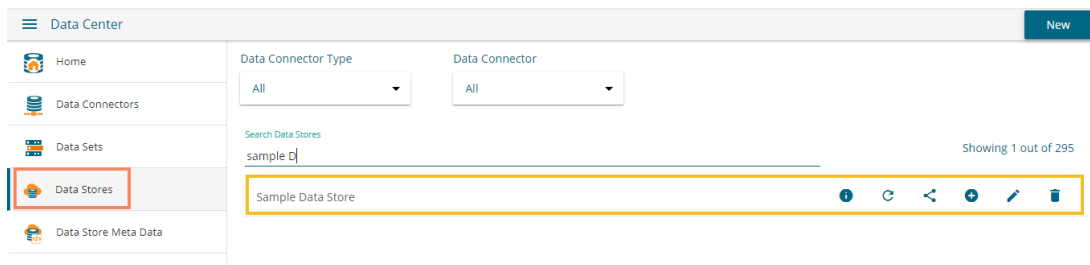 Data Center
New
Home
Data Connectors
Data Sets
Data Stores
Data Store Meta Data
Data Connector Type
Data Connector
All
All
Search Data Stores
sample D
Showing 1 out of 295
Sample Data Store